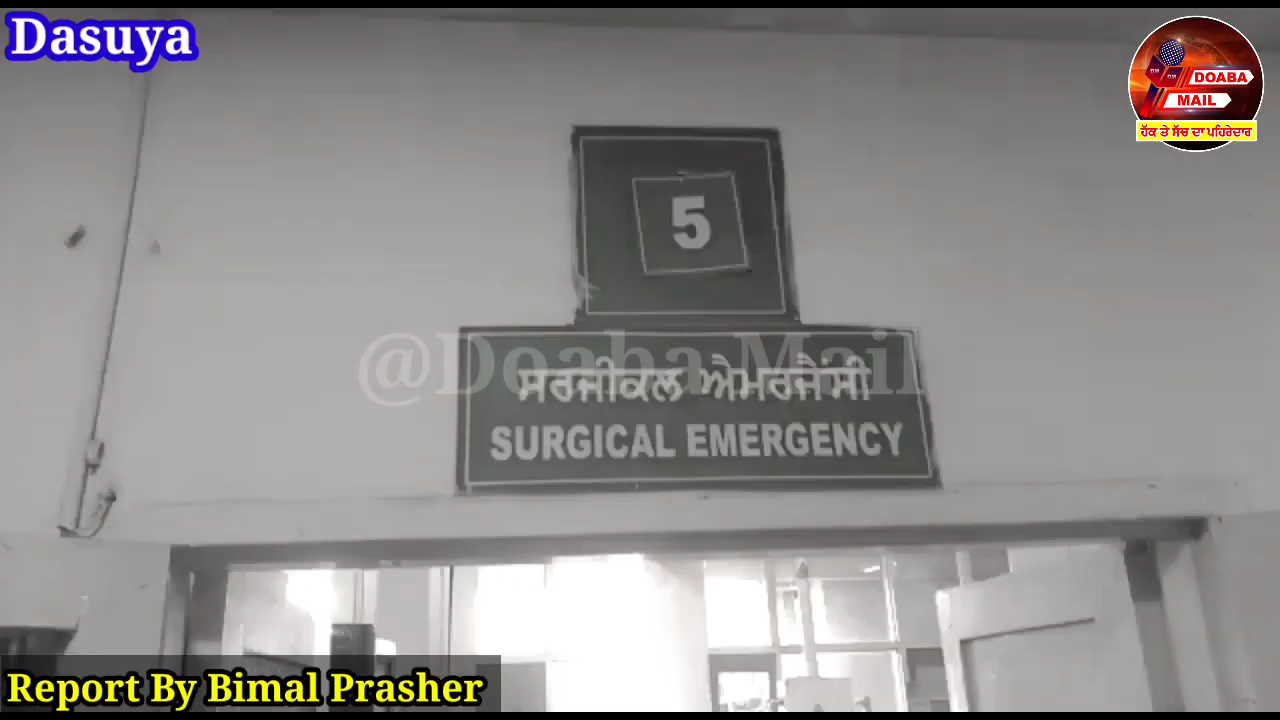 Dasuya
DOABA
MAIL
ਹੱਕ ਤੇ ਸੱਚ ਦਾ ਪਹਿਰੇਦਾਰ
5
@Doaba Mail
ਸਰਜੀਕਲ ਐਮਰਜੈਂਸੀ
SURGICAL EMERGENCY
Report By Bimal Prasher